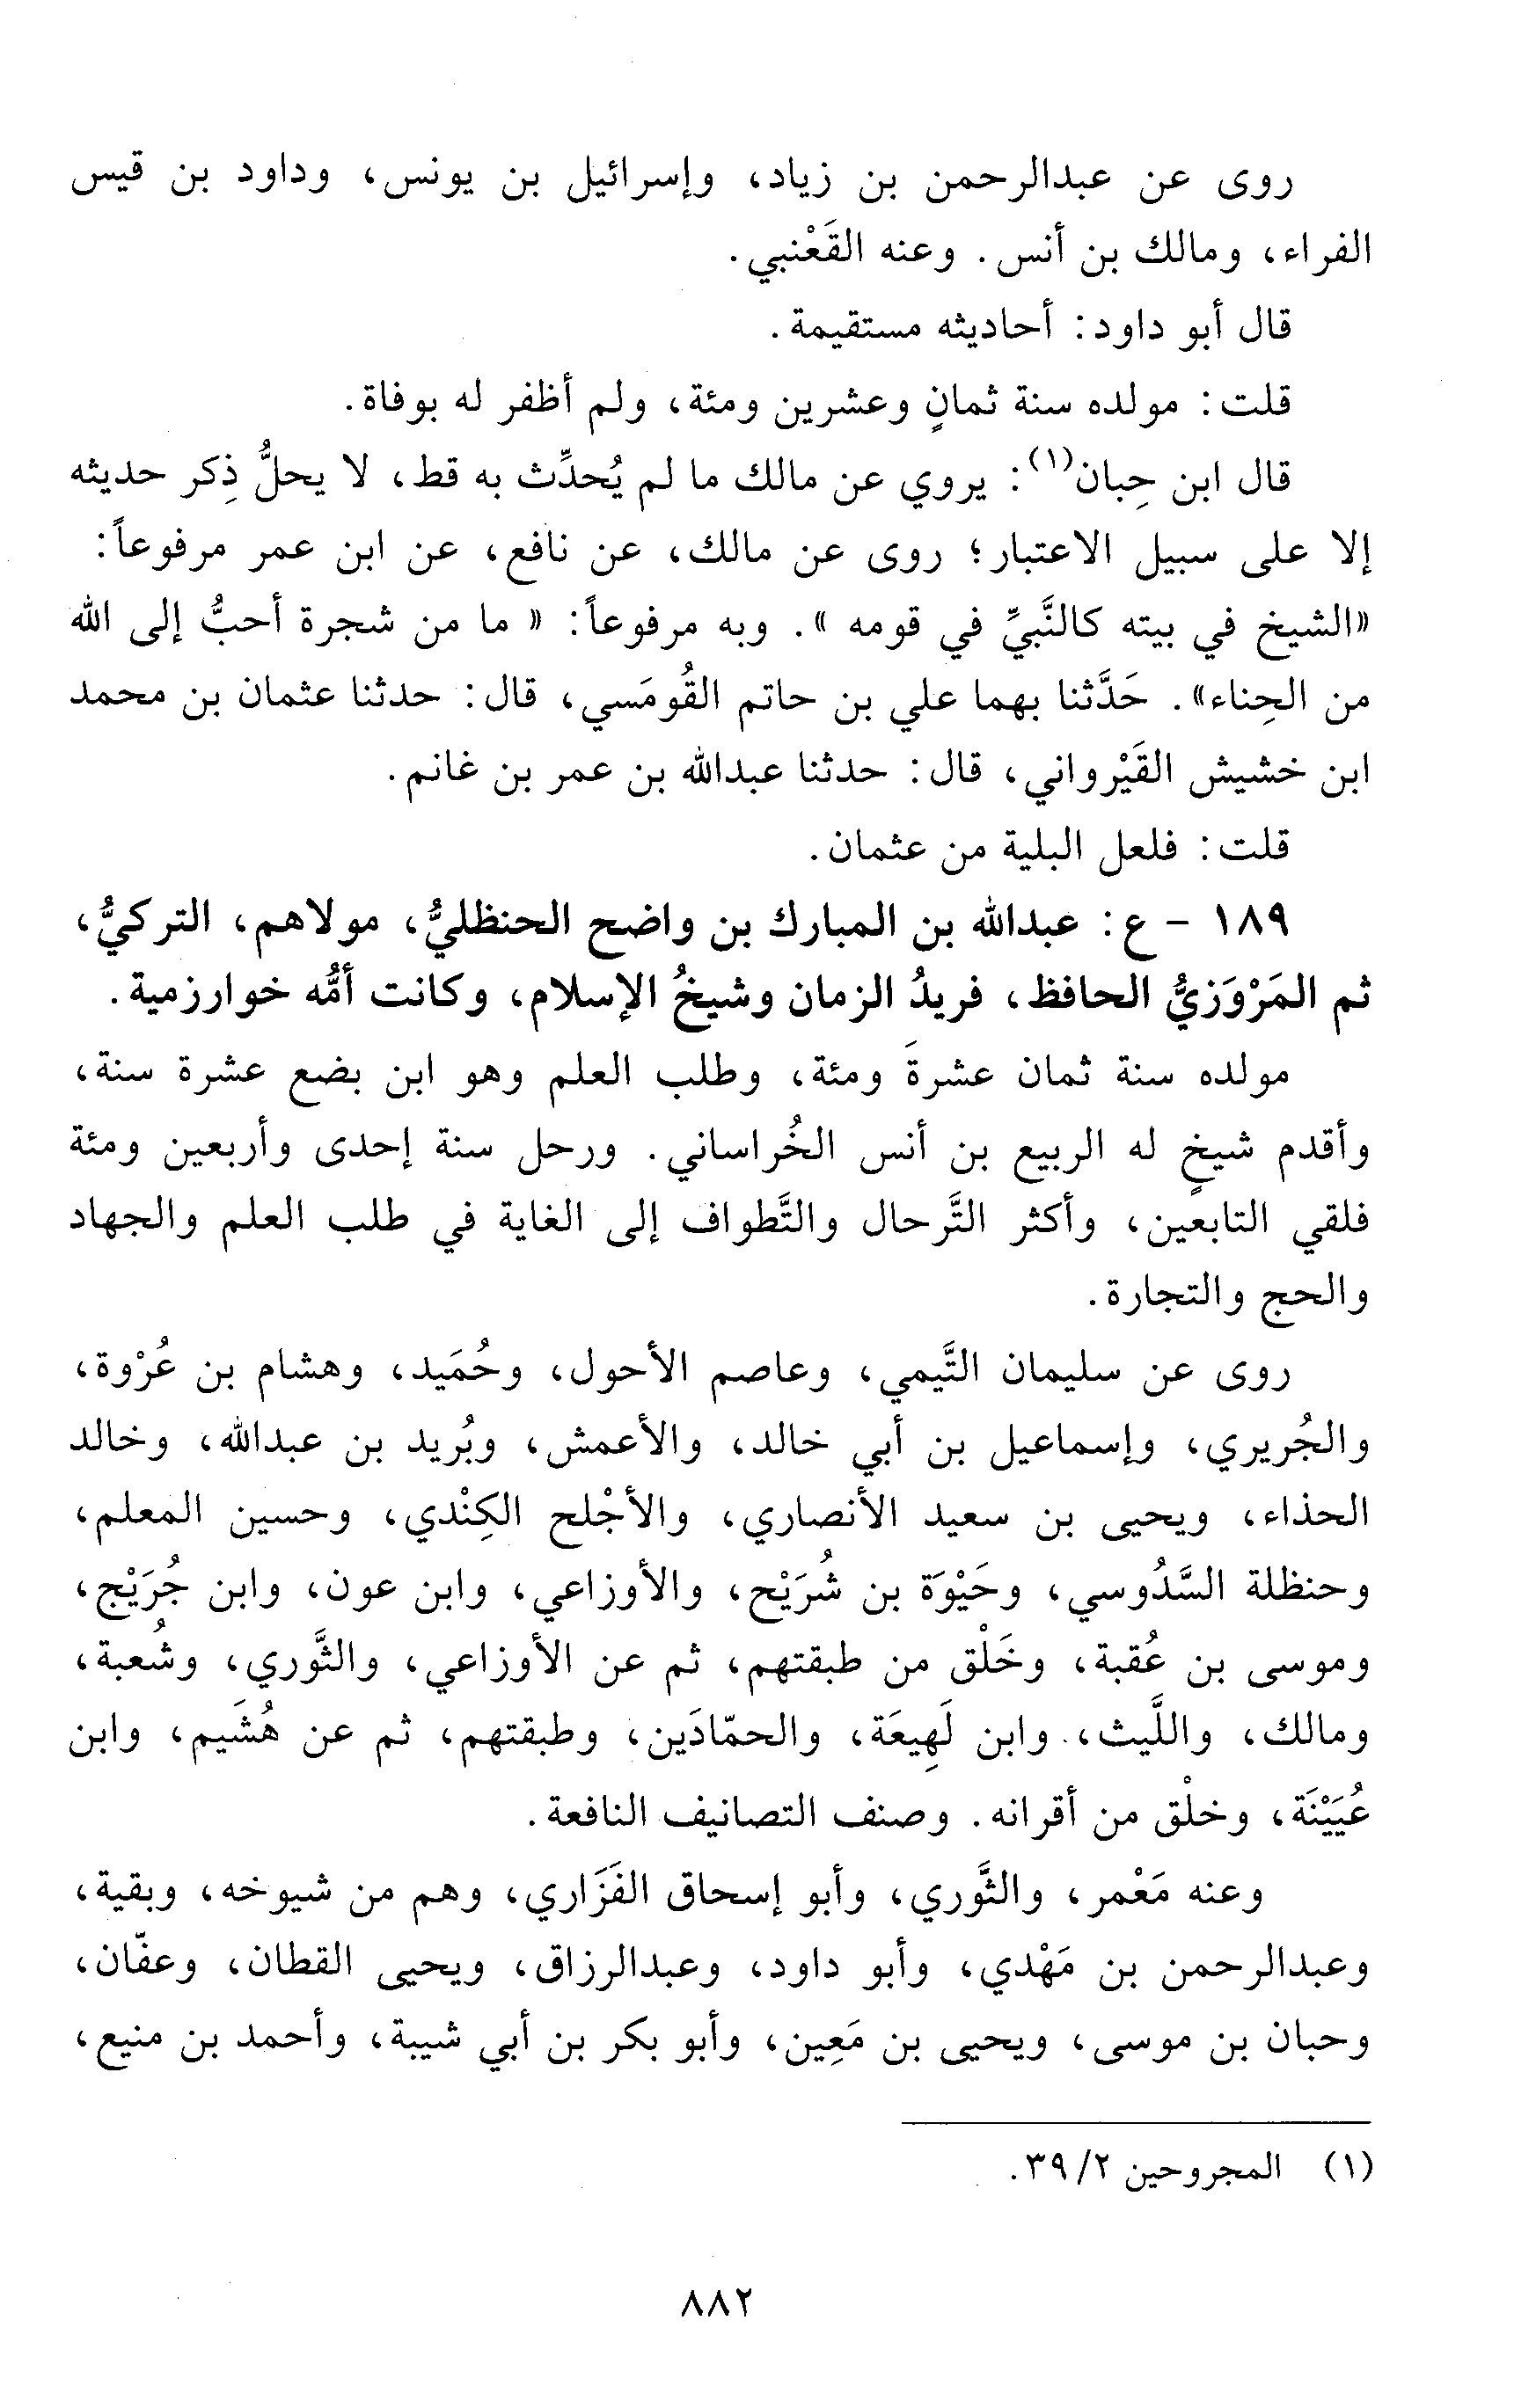 روى عن عبدالرحمن بن زياد، وإسرائيل بن يونس، وداود بن قيس
الفراء، ومالك بن أنس. وعنه القَعْنبي.
قال أبو داود: أحاديثه مستقيمة.
قلت: مولده سنة ثمانٍ وعشرين ومئة، ولم أظفر له بوفاة.
قال ابن حِبان(١): يروي عن مالك ما لم يُحدِّث به قط، لا يحلُّ ذِكر حديثه
إلا على سبيل الاعتبار؛ روى عن مالك، عن نافع، عن ابن عمر مرفوعاً:
«الشيخ في بيته كالنَّبيِّ في قومه ». وبه مرفوعاً: « ما من شجرة أحبُّ إلى الله
من الحِناء». حَدَّثنا بهما علي بن حاتم القُومَسي، قال: حدثنا عثمان بن محمد
ابن خشيش القَيْرواني، قال: حدثنا عبدالله بن عمر بن غانم.
قلت: فلعل البلية من عثمان.
١٨٩ - ع: عبدالله بن المبارك بن واضح الحنظليُّ، مولاهم، التركيُّ،
ثم المَرْوَزيُّ الحافظ، فريدُ الزمان وشيخُ الإسلام، وكانت أمُّه خوارزمية.
مولده سنة ثمان عشرةَ ومئة، وطلب العلم وهو ابن بضع عشرة سنة،
وأقدم شيخٍ له الربيع بن أنس الخُراساني. ورحل سنة إحدى وأربعين ومئة
فلقي التابعين، وأكثر التَّرحال والتَّطواف إلى الغاية في طلب العلم والجهاد
والحج والتجارة.
روى عن سليمان التَّيمي، وعاصم الأحول، وحُمَيد، وهشام بن عُرْوة،
والجُريري، وإسماعيل بن أبي خالد، والأعمش، وبُريد بن عبدالله، وخالد
الحذاء، ويحيى بن سعيد الأنصاري، والأجْلح الكِنْدي، وحسين المعلم،
وحنظلة السَّدُوسي، وحَيْوَة بن شُرَيْح، والأوزاعي، وابن عون، وابن جُرَيْج،
وموسى بن عُقبة، وخَلْق من طبقتهم، ثم عن الأوزاعي، والثَّوري، وشُعبة،
ومالك، واللَّيث، وابن لَهِيعَة، والحمّادَين، وطبقتهم، ثم عن هُشَيم، وابن
عُيَيْنَة، وخلْق من أقرانه. وصنف التصانيف النافعة.
وعنه مَعْمر، والثَّوري، وأبو إسحاق الفَزَاري، وهم من شيوخه، وبقية،
وعبدالرحمن بن مَهْدي، وأبو داود، وعبدالرزاق، ويحيى القطان، وعفّان،
وحبان بن موسى، ويحيى بن مَعِين، وأبو بكر بن أبي شيبة، وأحمد بن منيع،
(١) المجروحين ٢/ ٣٩.
٨٨٢